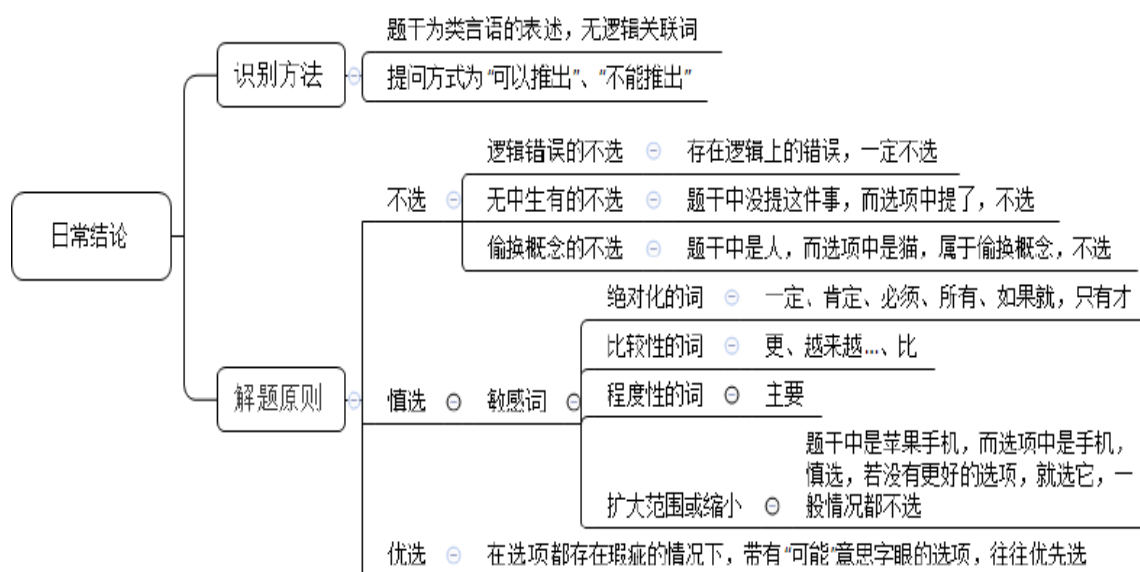 题干为类言语的表述，无逻辑关联词
识别方法
提问方式为“可以推出”、“不能推出”
逻辑错误的不选
存在逻辑上的错误，一定不选
不选
无中生有的不选
题干中没提这件事，而选项中提了，不选
日常结论
偷换概念的不选
题干中是人，而选项中是猫，属于偷换概念，不选
绝对化的词
一定、肯定、必须、所有、如果就，只有才
比较性的词
更、越来越...、比
解题原则
慎选
敏感词
程度性的词
主要
题干中是苹果手机，而选项中是手机，
慎选，若没有更好的选项，就选它，一
扩大范围或缩小
般情况都不选
优选
在选项都存在瑕疵的情况下，带有“可能”意思字眼的选项，往往优先选